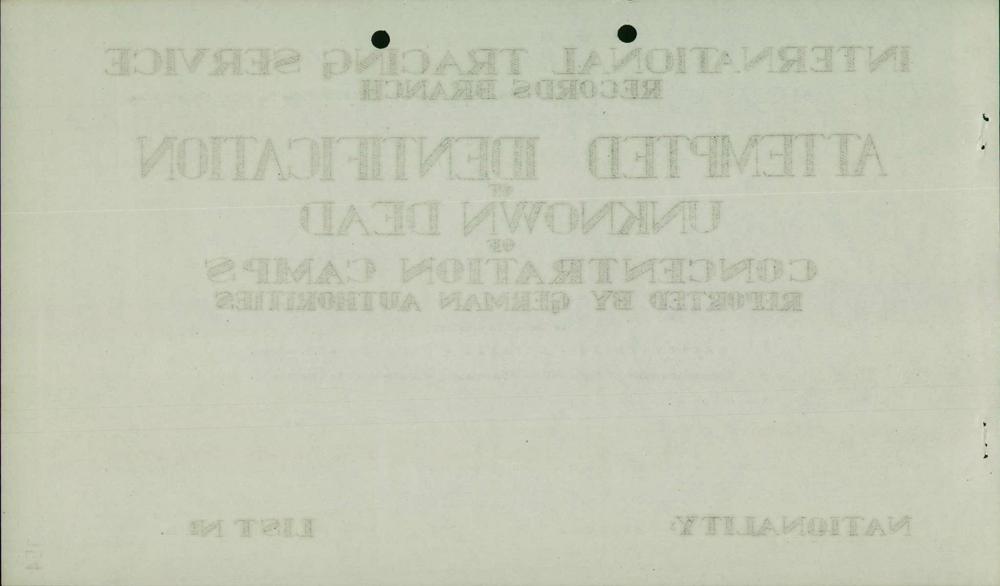 INTERNATIONAL TRACING SERVICE
RECORDS BRANCH
ATTEMPTED IDENTIFICATION
OF
UNKNOWN DEAD
OF
CONCENTRATION CAMPS
REPORTED BY GERMAN AUTHORITIES
NATIONALITY:
LIST Nº